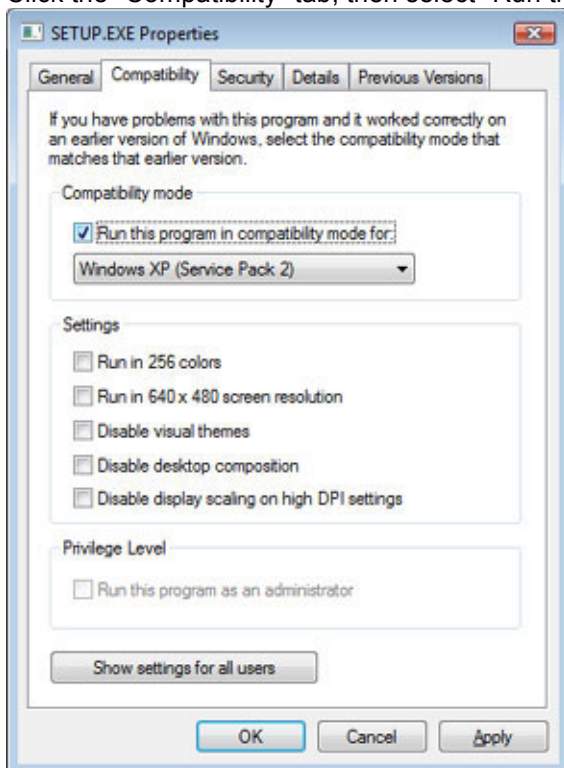 Click the "Compatibility" tab, then select "Run th
SETUP.EXE Properties
General Compatibility Security Details Previous Versions
If you have problems with this program and it worked correctly on
an earlier version of Windows, select the compatibility mode that
matches that earlier version.
Compatibility mode
Run this program in compatibility mode for:
Windows XP (Service Pack 2)
Settings
Run in 256 colors
Run in 640 x 480 screen resolution
Disable visual themes
Disable desktop composition
Disable display scaling on high DPI settings
Privilege Level
Run this program as an administrator
Show settings for all users
OK Cancel Apply